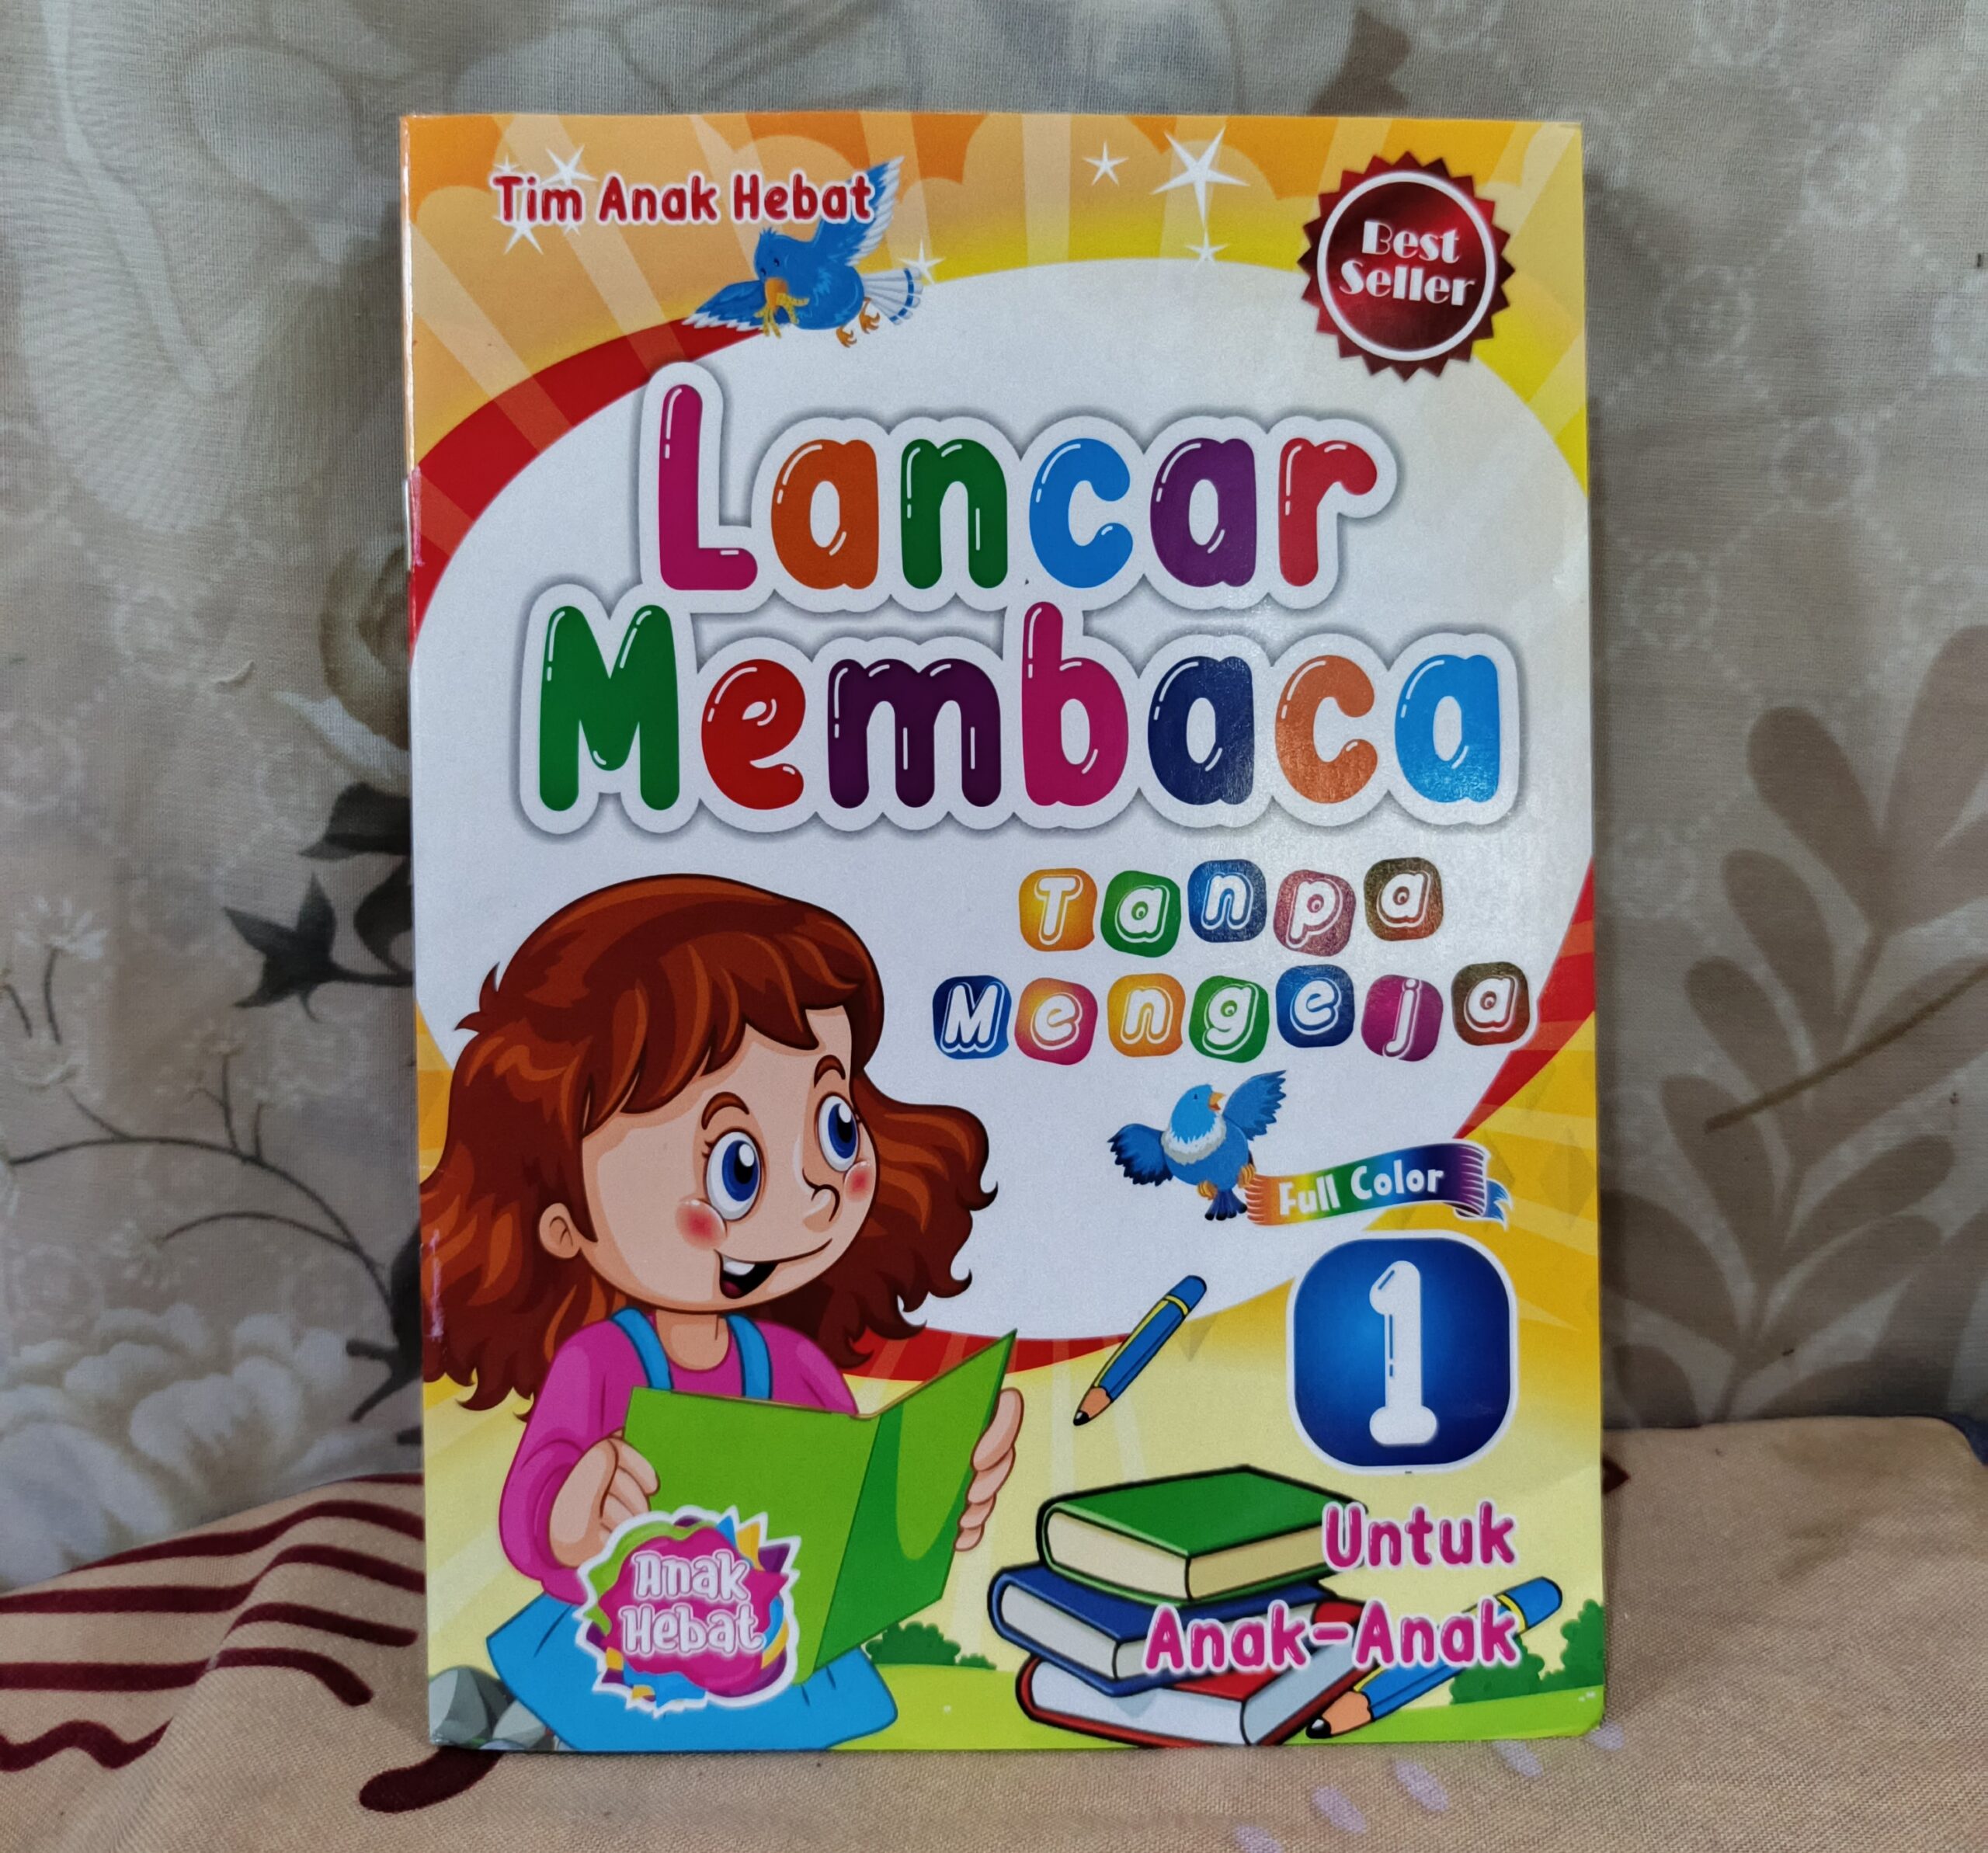 Tim Anak Hebat
Best
Seller
Lancar
Membaca
Tanpa
Mengeja
Full Color
1
Untuk
Anak-Anak
Anak
Hebat